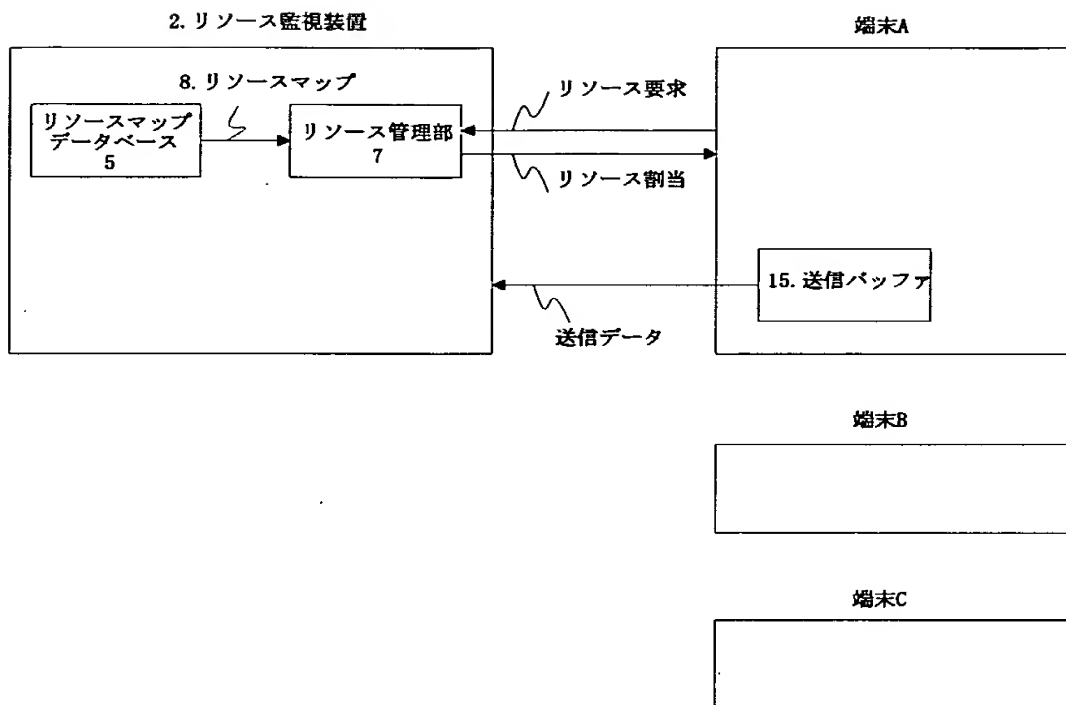 2. リソース監視装置
端末A
8. リソースマップ
リソースマップ
データベース
5
リソース管理部
7
リソース要求
リソース割当
15. 送信バッファ
送信データ
端末B
端末C